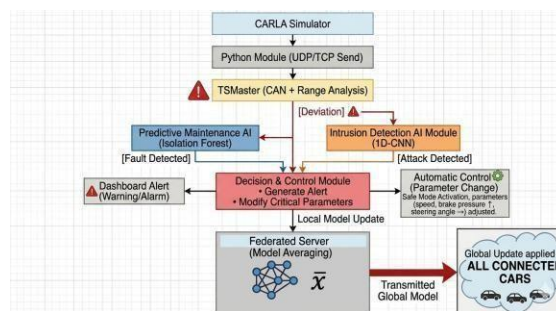 CARLA Simulator
Python Module (UDP/TCP Send)
TSMaster (CAN + Range Analysis)
[Deviation]
Predictive Maintenance AI
(Isolation Forest)
Intrusion Detection AI Module
(1D-CNN)
[Fault Detected]
[Attack Detected]
Dashboard Alert
(Warning/Alarm)
Decision & Control Module
• Generate Alert
• Modify Critical Parameters
Automatic Control
(Parameter Change)
Safe Mode Activation, parameters
(speed, brake pressure ↑,
steering angle →) adjusted.
Local Model Update
Federated Server
(Model Averaging)
x̄
Transmitted
Global Model
Global Update applied
ALL CONNECTED
CARS